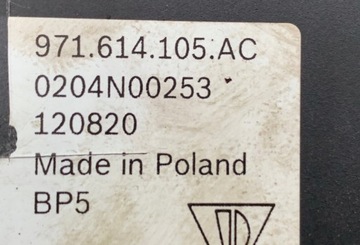 971.614.105.AC
0204N00253
120820
Made in Poland
BP5